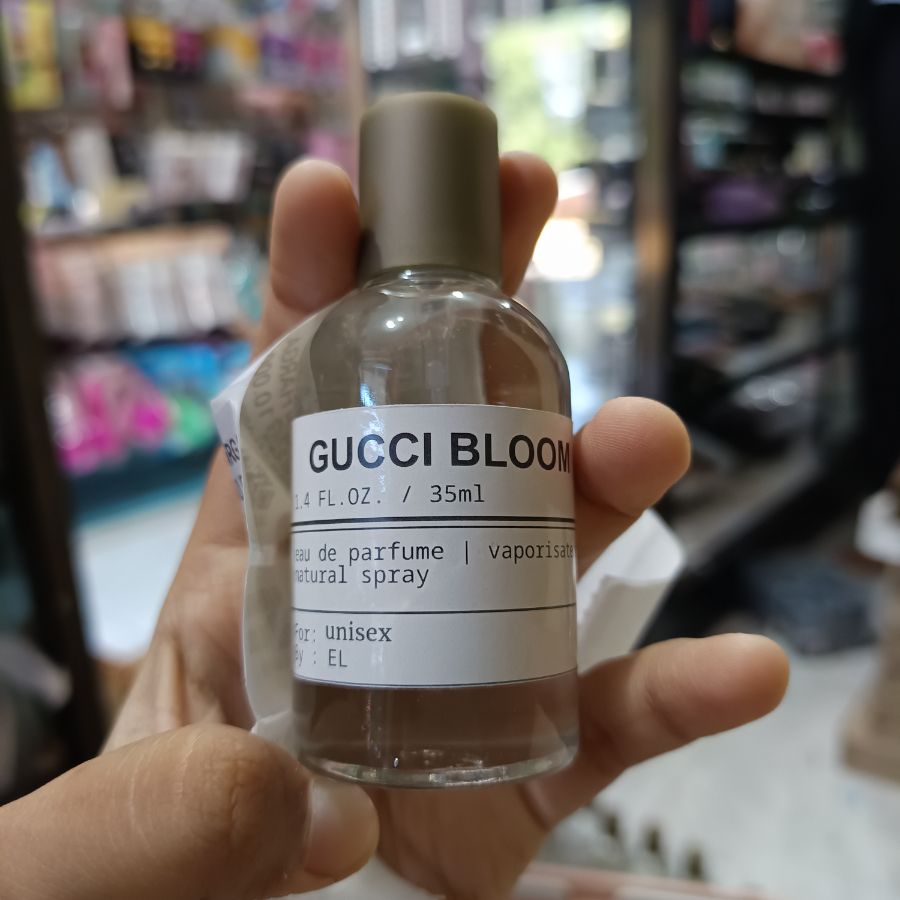 GUCCI BLOOM
1.4 FL.OZ. / 35ml
eau de parfume | vaporisate
natural spray
For: unisex
By : EL